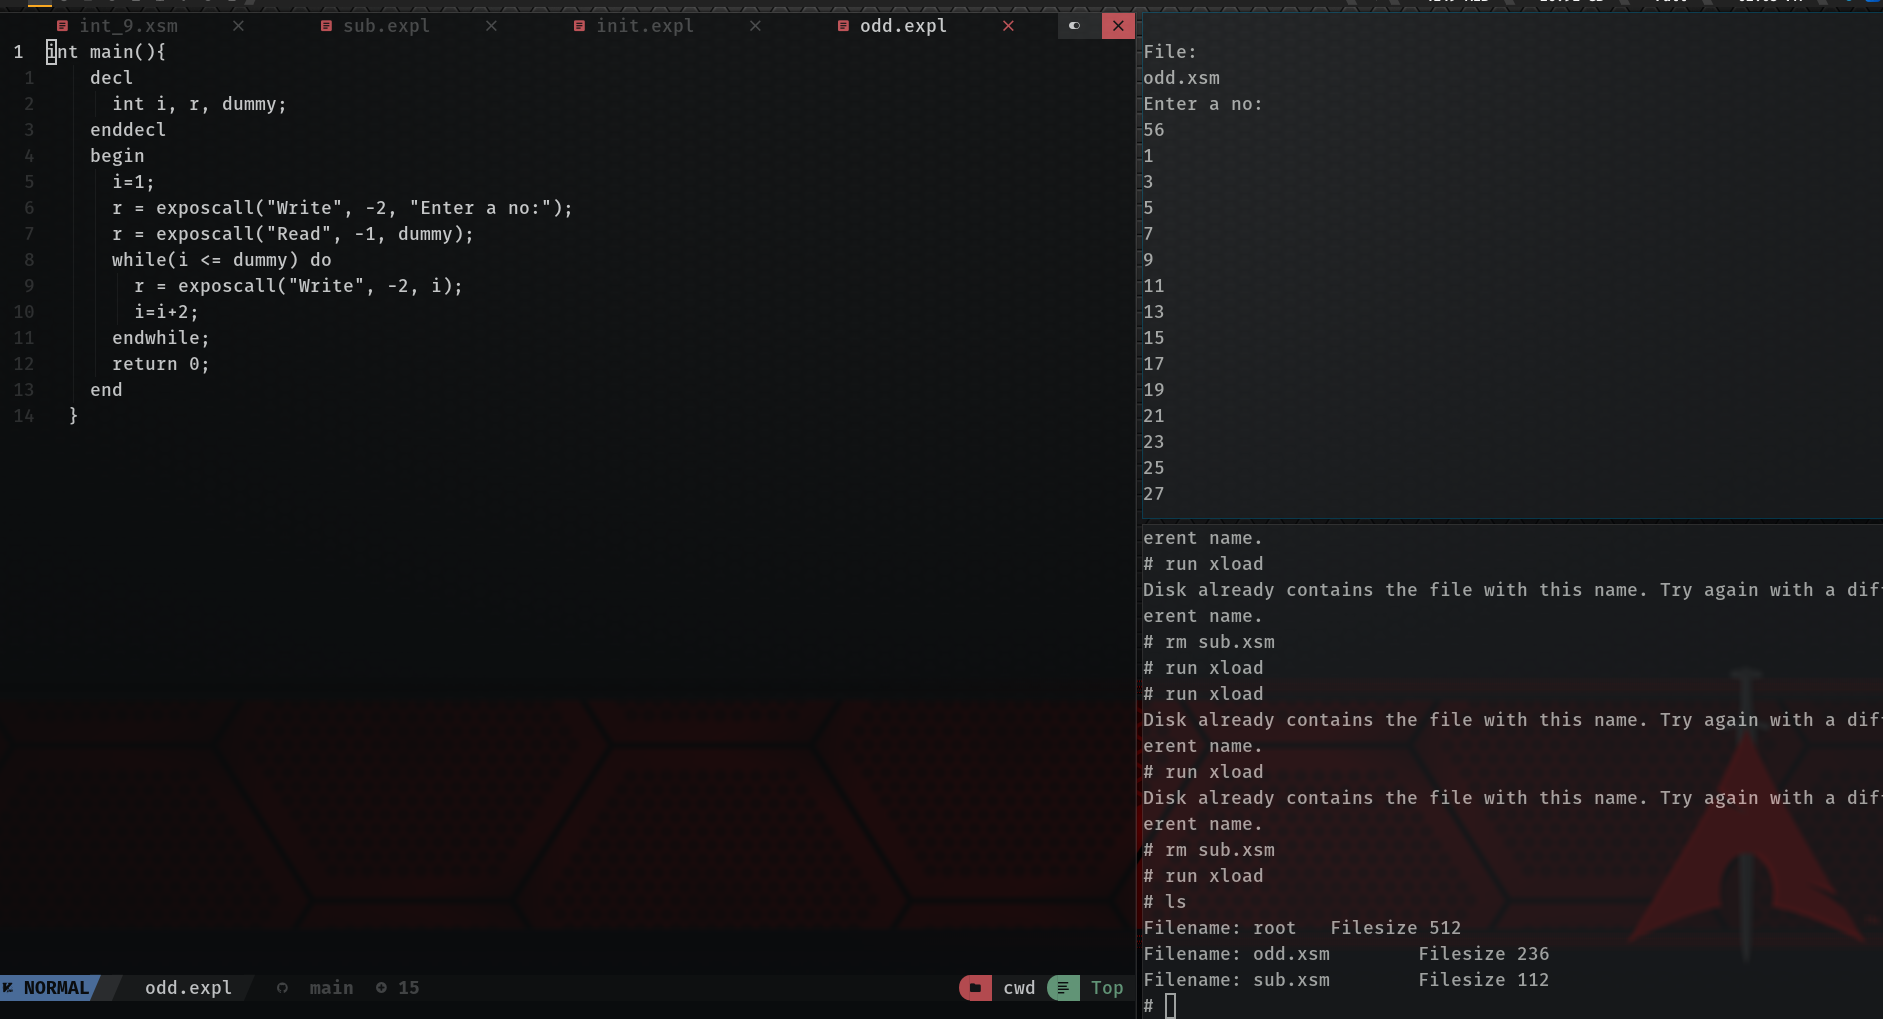 int_9.xsm sub.expl init.expl odd.expl
1 int main(){
1 decl
2 int i, r, dummy;
3 enddecl
4 begin
5 i=1;
6 r = exposcall("Write", -2, "Enter a no:");
7 r = exposcall("Read", -1, dummy);
8 while(i <= dummy) do
9 r = exposcall("Write", -2, i);
10 i=i+2;
11 endwhile;
12 return 0;
13 end
14 }
NORMAL odd.expl main 15 cwd Top
File:
odd.xsm
Enter a no:
56
1
3
5
7
9
11
13
15
17
19
21
23
25
27
erent name.
# run xload
Disk already contains the file with this name. Try again with a dif
erent name.
# rm sub.xsm
# run xload
# run xload
Disk already contains the file with this name. Try again with a dif
erent name.
# run xload
Disk already contains the file with this name. Try again with a dif
erent name.
# rm sub.xsm
# run xload
# ls
Filename: root Filesize 512
Filename: odd.xsm Filesize 236
Filename: sub.xsm Filesize 112
#